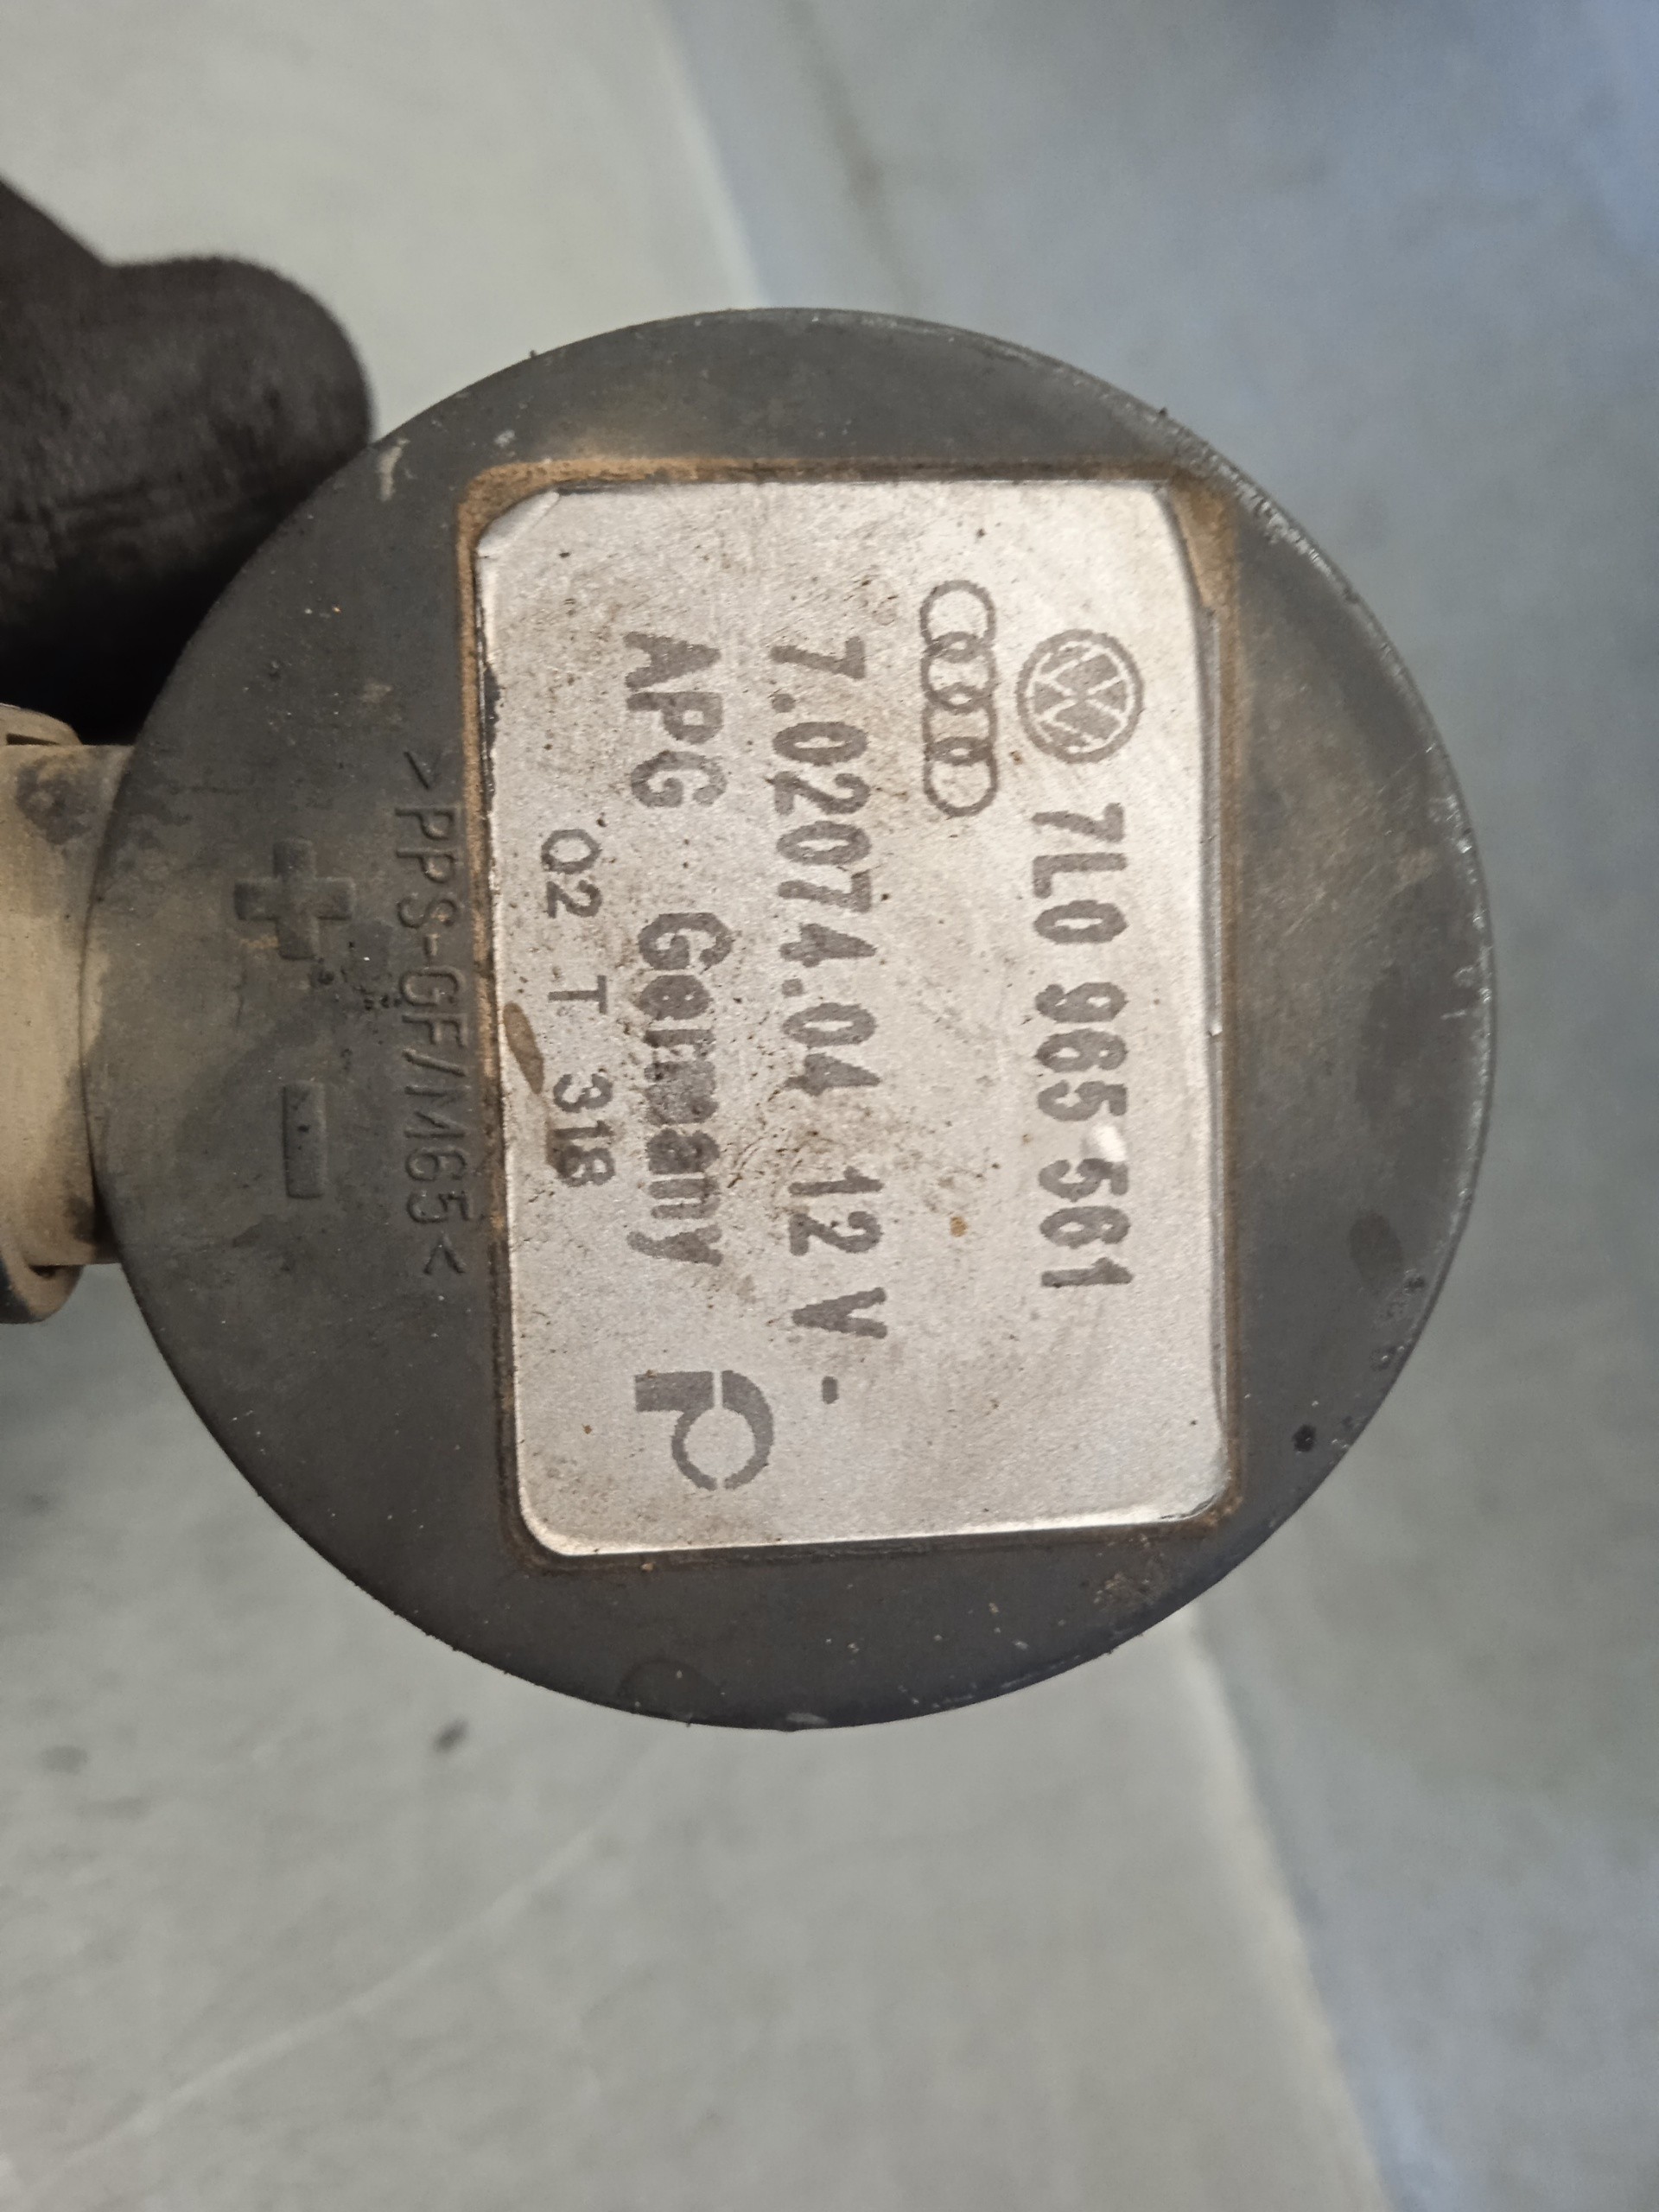 7L0 965 561
7.02074.04 12 V -
APG Germany
02 T 318
>PPS-GF/M65<
+ -